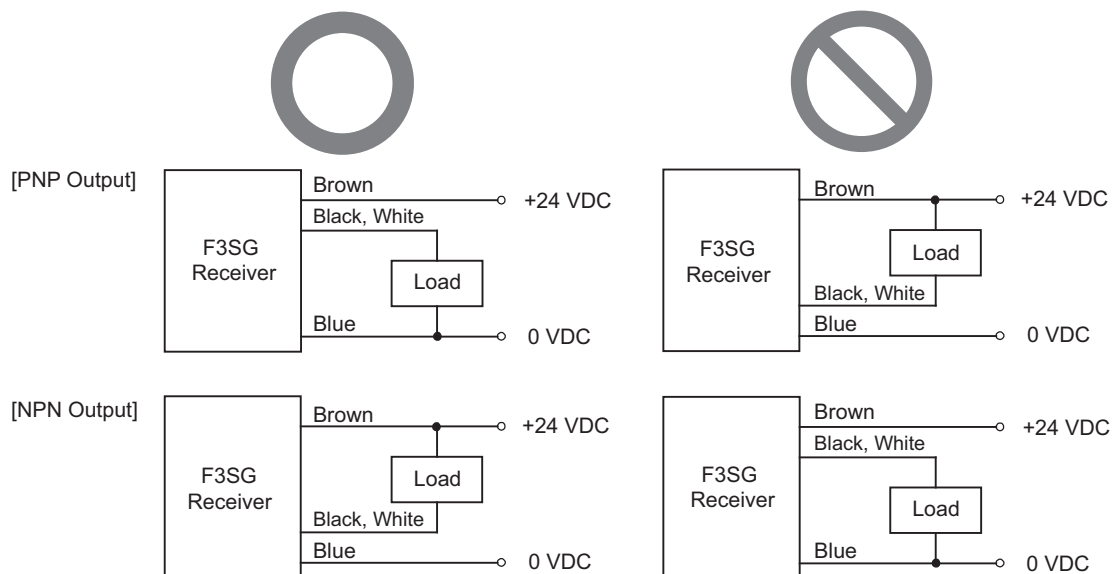 [PNP Output]
F3SG
Receiver
Brown
Black, White
Load
Blue
+24 VDC
0 VDC
F3SG
Receiver
Brown
Load
Black, White
Blue
+24 VDC
0 VDC
[NPN Output]
F3SG
Receiver
Brown
Load
Black, White
Blue
+24 VDC
0 VDC
F3SG
Receiver
Brown
Black, White
Load
Blue
+24 VDC
0 VDC